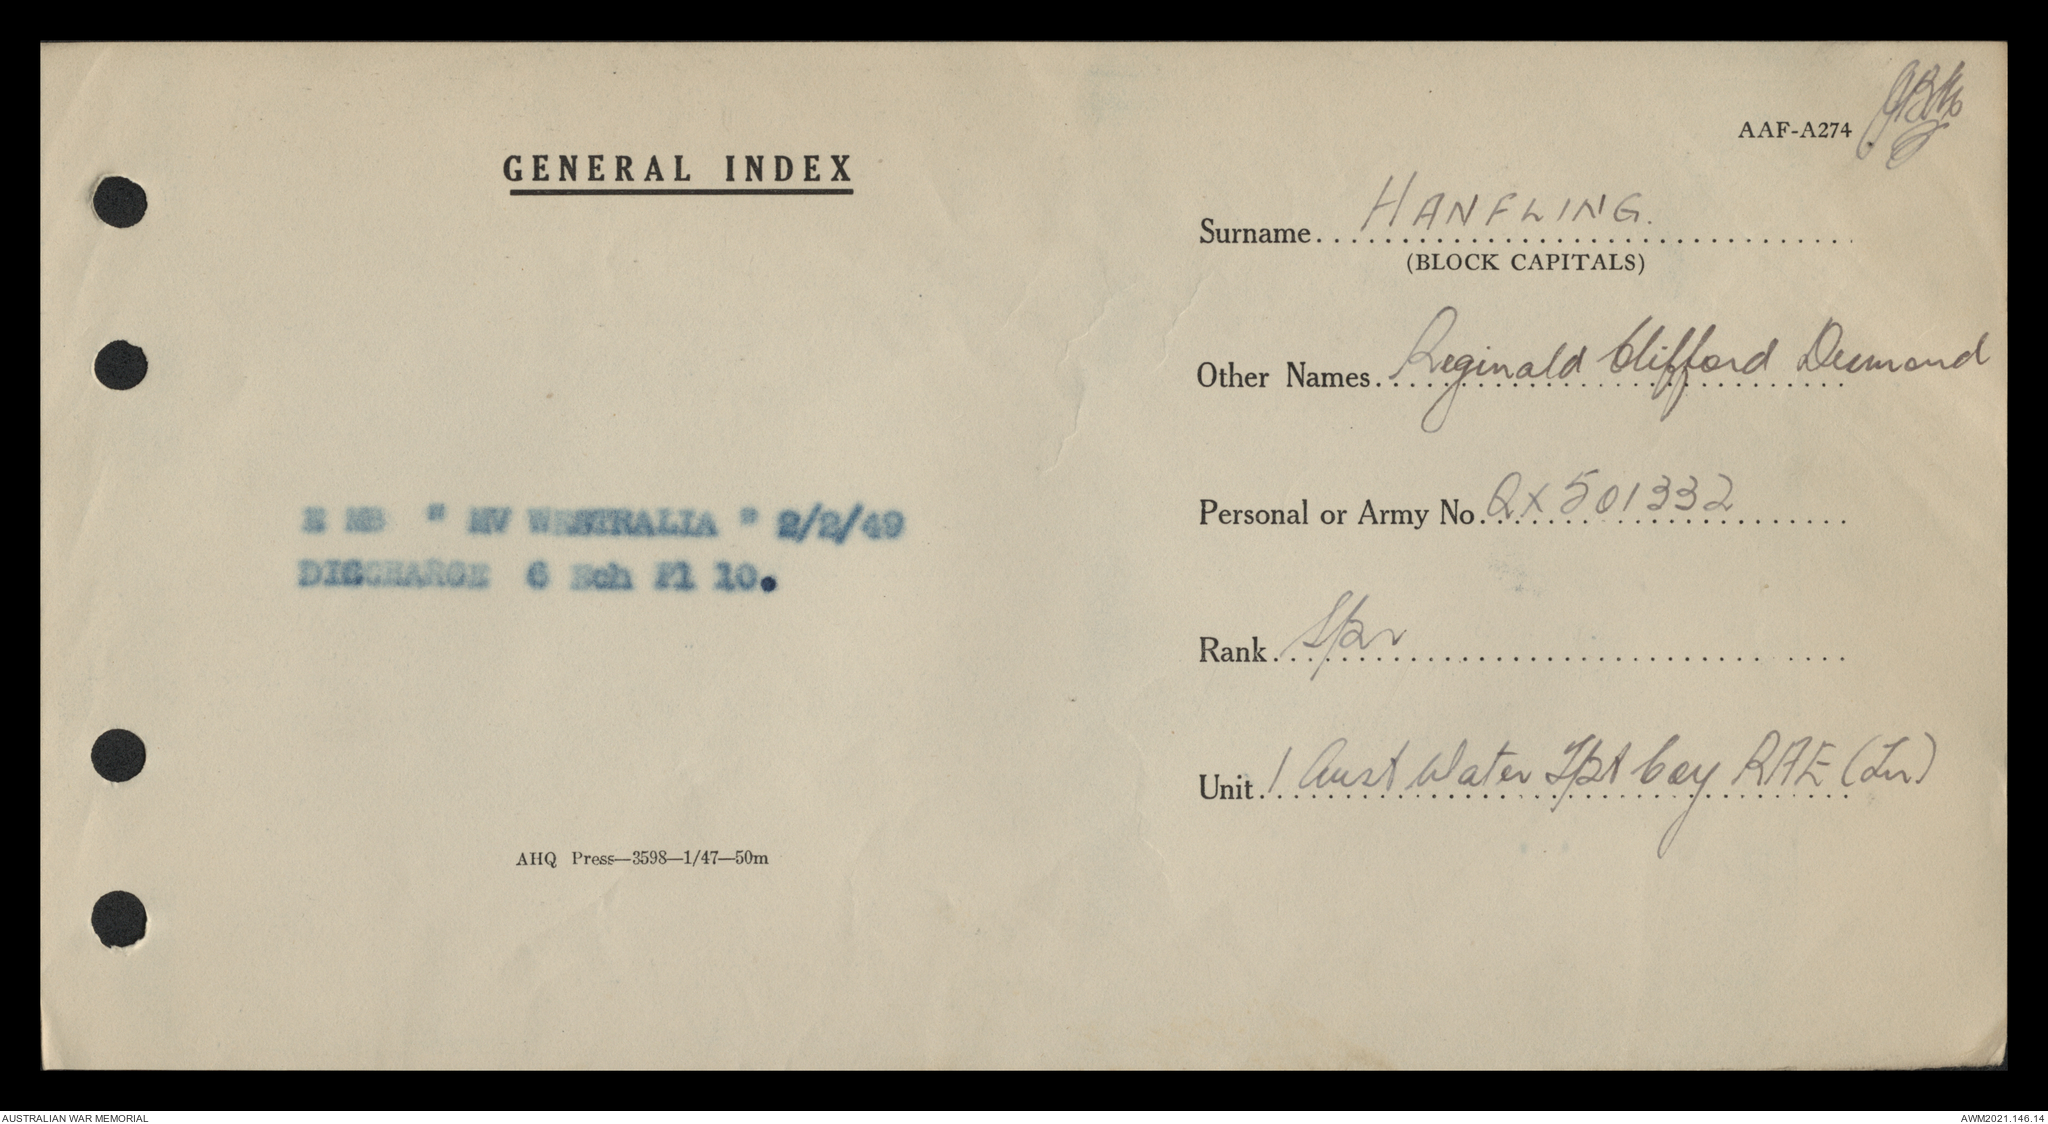 AAF-A274
GENERAL INDEX
Surname HANFLING.
(BLOCK CAPITALS)
Other Names Reginald Clifford Desmond
Personal or Army No. QX501332
E MB " MV WESTRALIA " 2/2/49
DISCHARGE 6 Ech Fl 10.
Rank Spr
Unit 1 Aust Water Tpt Coy RAE (Lr)
AHQ Press—3598—1/47—50m
AUSTRALIAN WAR MEMORIAL
AWM2021.146.14